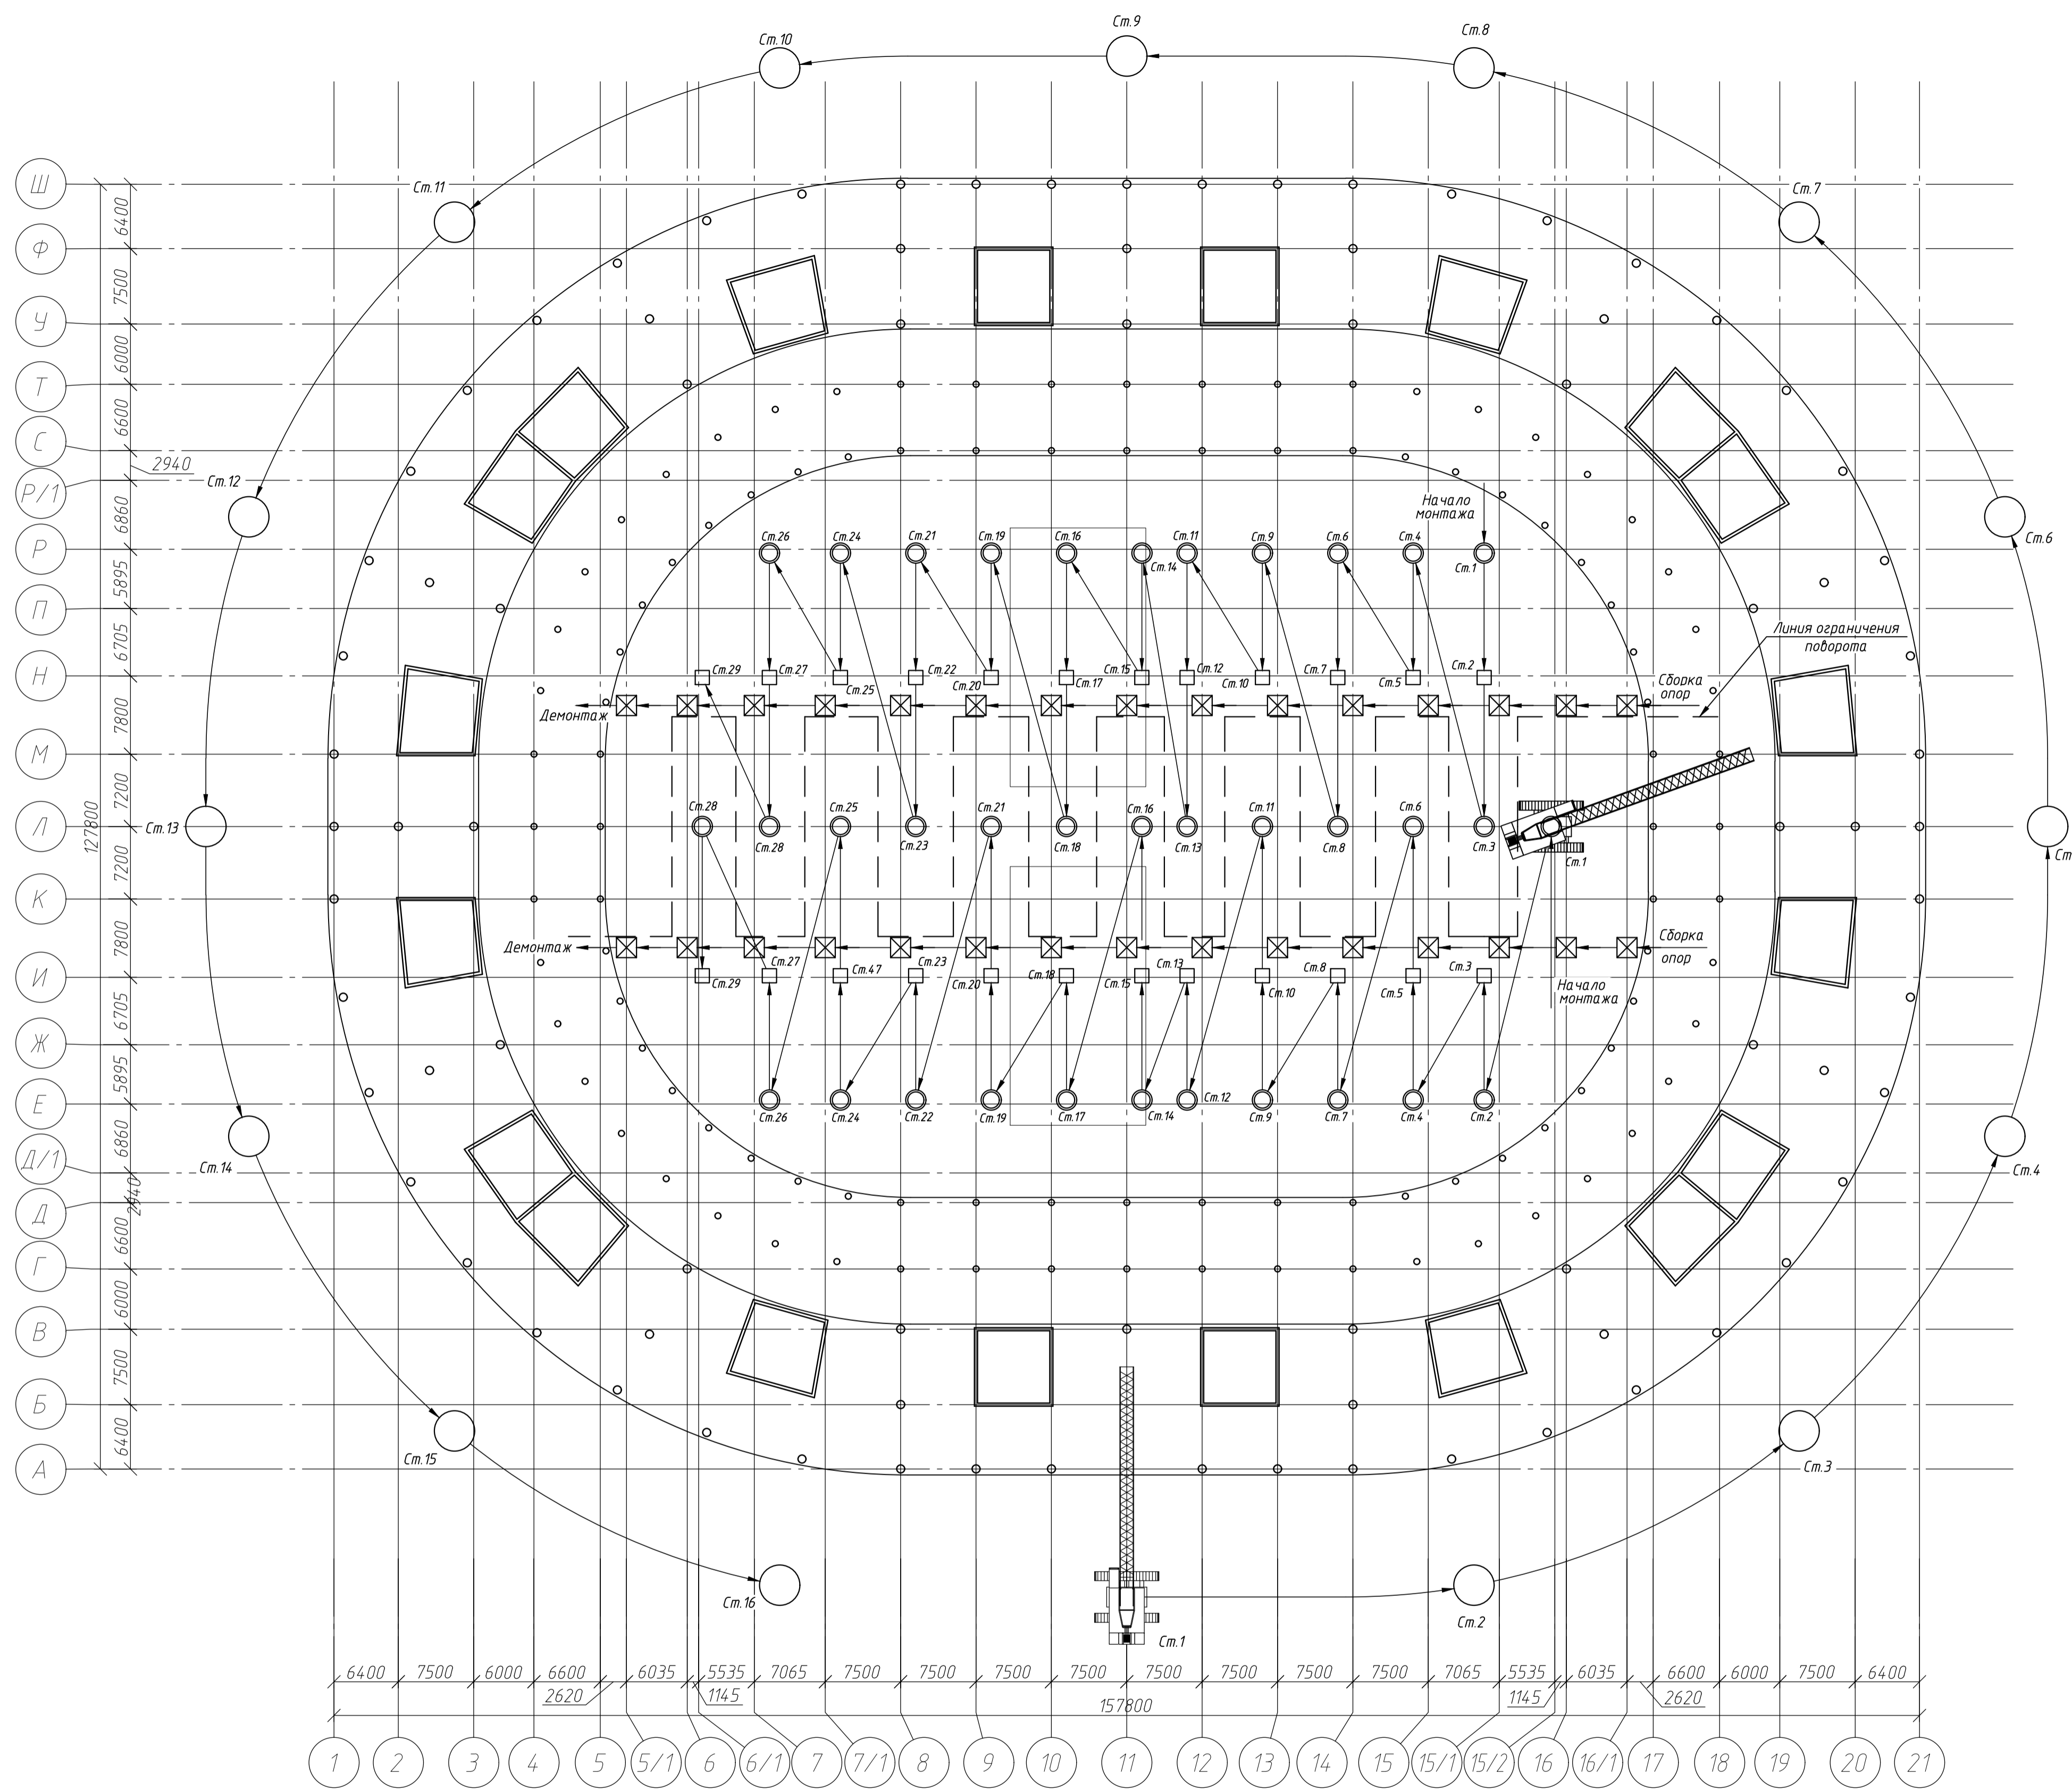 Ст.9
Ст.8
Ст.10
Ст.11
Ст.7
Ш
6400
Ф
7500
У
6000
Т
6600
С
2940
Р/1
Ст.12
Ст.6
6860
Начало
монтажа
Р
Ст.26
Ст.24
Ст.21
Ст.19
Ст.16
Ст.14
Ст.11
Ст.9
Ст.6
Ст.4
Ст.1
5895
П
6705
Линия ограничения
поворота
Н
Ст.29
Ст.27
Ст.25
Ст.22
Ст.20
Ст.17
Ст.15
Ст.12
Ст.10
Ст.7
Ст.5
Ст.2
Сборка
опор
Демонтаж
7800
М
7200
127800
Л
Ст.13
Ст.28
Ст.28
Ст.25
Ст.23
Ст.21
Ст.18
Ст.16
Ст.13
Ст.11
Ст.8
Ст.6
Ст.3
Ст.1
Ст
7200
К
7800
Демонтаж
Сборка
опор
И
Ст.29
Ст.27
Ст.47
Ст.23
Ст.20
Ст.18
Ст.15
Ст.13
Ст.10
Ст.8
Ст.5
Ст.3
Начало
монтажа
6705
Ж
5895
Е
Ст.26
Ст.24
Ст.22
Ст.19
Ст.17
Ст.14
Ст.12
Ст.9
Ст.7
Ст.4
Ст.2
6860
Д/1
Ст.14
Ст.4
2940
Д
6600
Г
6000
В
7500
Б
6400
А
Ст.15
Ст.3
Ст.16
Ст.1
Ст.2
6400 7500 6000 6600 6035 5535 7065 7500 7500 7500 7500 7500 7500 7500 7500 7065 5535 6035 6600 6000 7500 6400
2620 1145 157800 1145 2620
1 2 3 4 5 5/1 6 6/1 7 7/1 8 9 10 11 12 13 14 15 15/1 15/2 16 16/1 17 18 19 20 21